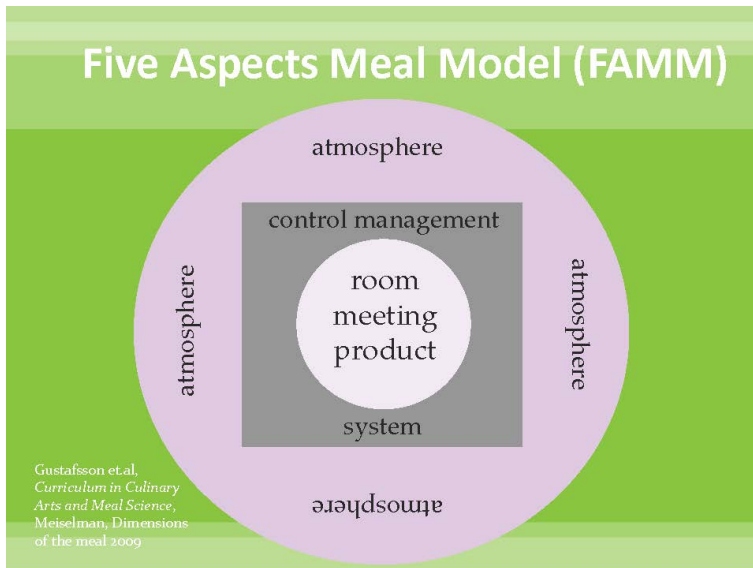 Five Aspects Meal Model (FAMM)
atmosphere
control management
room
meeting
product
system
atmosphere
atmosphere
atmosphere
Gustafsson et.al,
Curriculum in Culinary
Arts and Meal Science,
Meiselman, Dimensions
of the meal 2009